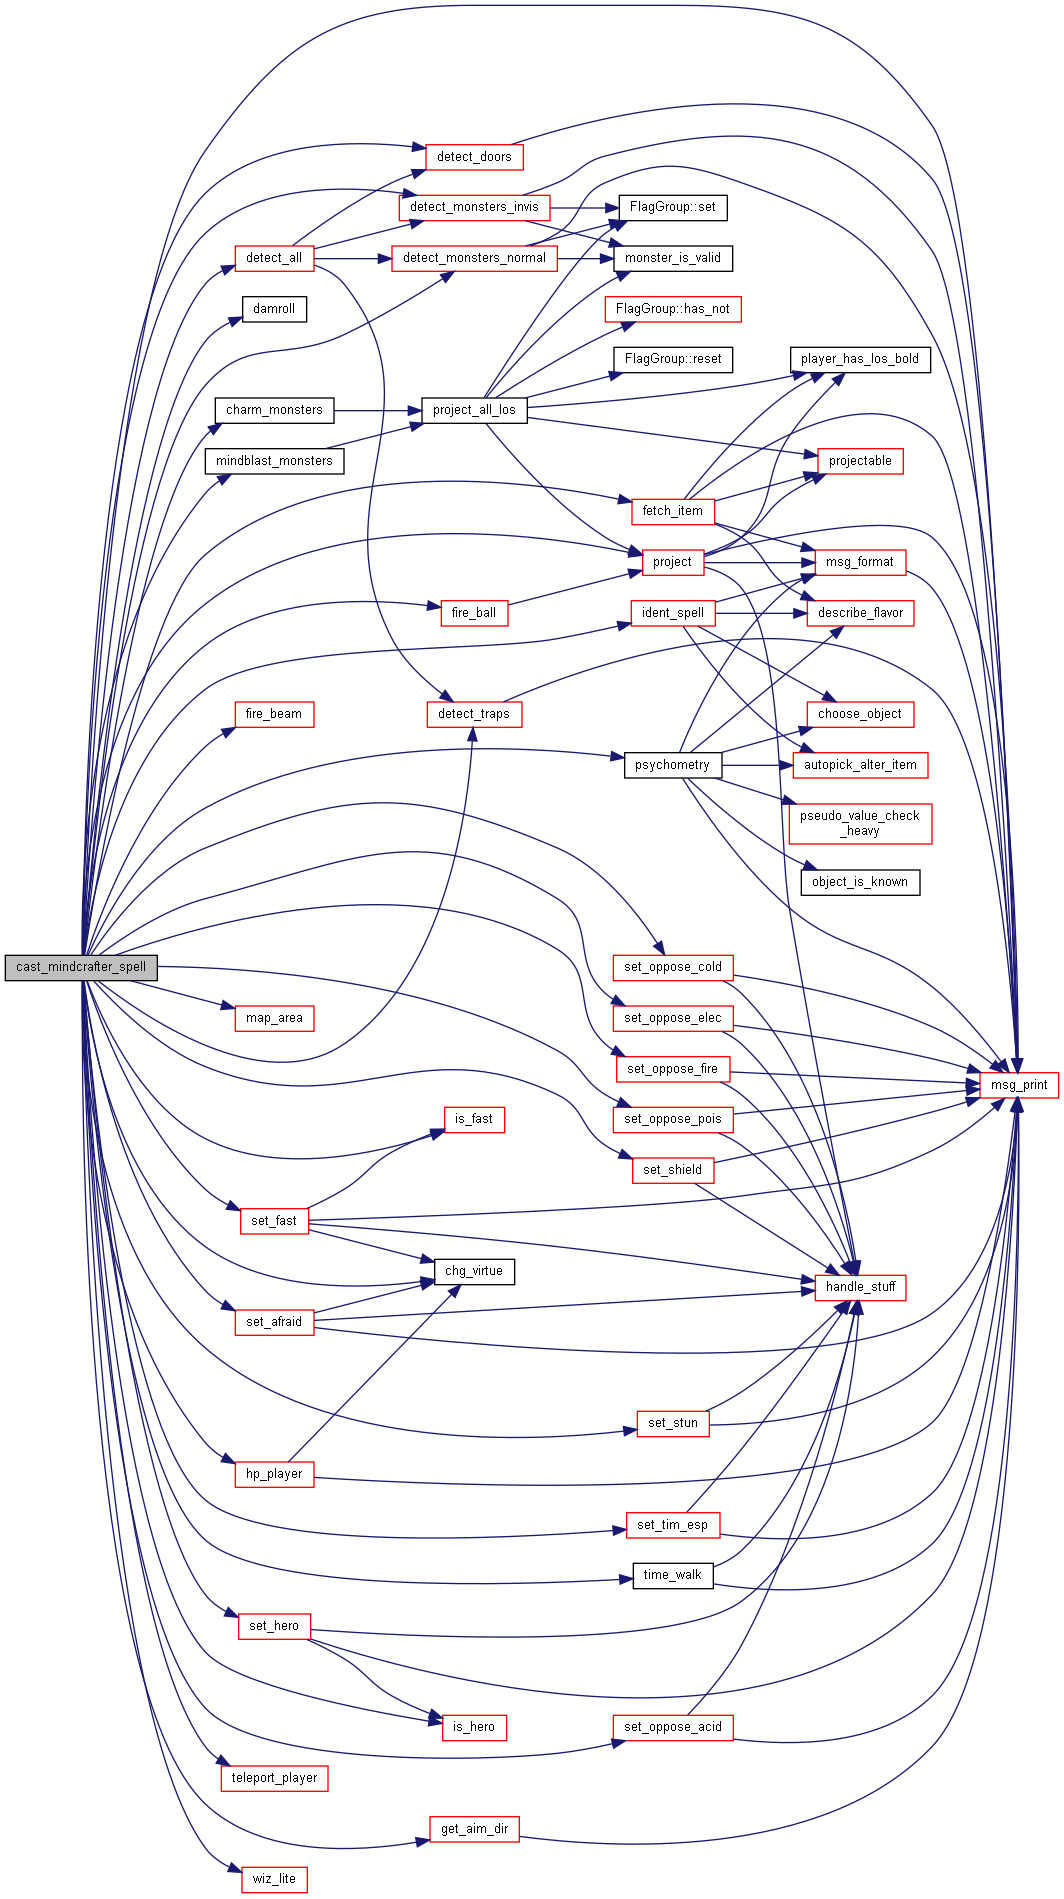 detect_doors
detect_monsters_invis
FlagGroup::set
detect_all
detect_monsters_normal
monster_is_valid
damroll
FlagGroup::has_not
FlagGroup::reset
player_has_los_bold
charm_monsters
project_all_los
mindblast_monsters
projectable
fetch_item
project
msg_format
fire_ball
ident_spell
describe_flavor
fire_beam
detect_traps
choose_object
psychometry
autopick_alter_item
pseudo_value_check
_heavy
object_is_known
cast_mindcrafter_spell
set_oppose_cold
map_area
set_oppose_elec
set_oppose_fire
msg_print
is_fast
set_oppose_pois
set_shield
set_fast
chg_virtue
handle_stuff
set_afraid
set_stun
hp_player
set_tim_esp
time_walk
set_hero
is_hero
set_oppose_acid
teleport_player
get_aim_dir
wiz_lite